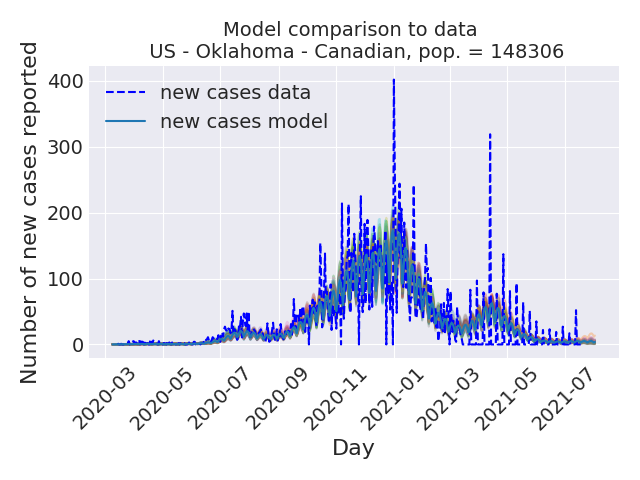 Model comparison to data
US - Oklahoma - Canadian, pop. = 148306
Number of new cases reported
400
300
200
100
0
new cases data
new cases model
2020-03
2020-05
2020-07
2020-09
2020-11
2021-01
2021-03
2021-05
2021-07
Day